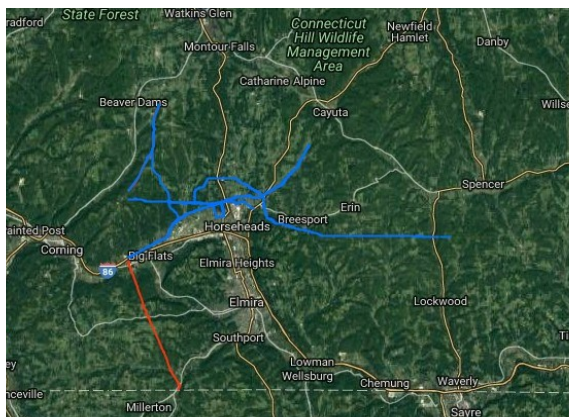 State Forest
radford
Watkins Glen
Connecticut
Hill Wildlife
Management
Area
Newfield
Hamlet
Danby
Montour Falls
Catharine Alpine
Beaver Dams
Cayuta
Willse
Spencer
Erin
Breesport
ainted Post
Corning
Horseheads
Big Flats
86
Elmira Heights
Elmira
Lockwood
Southport
Lowman
Wellsburg
Chemung
Waverly
Ti
ey
nceville
Millerton
Sayre